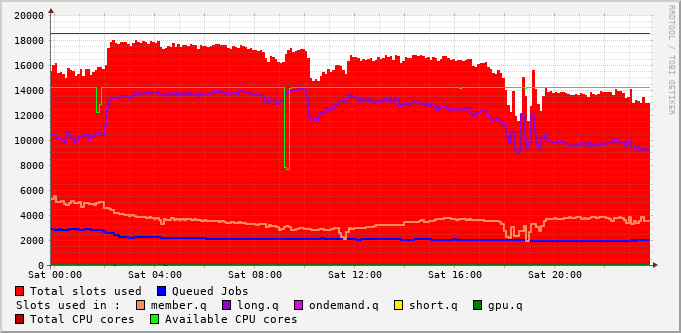 20000
18000
16000
14000
12000
10000
8000
6000
4000
2000
0
Sat 00:00 Sat 04:00 Sat 08:00 Sat 12:00 Sat 16:00 Sat 20:00
Total slots used Queued Jobs
Slots used in : member.q long.q ondemand.q short.q gpu.q
Total CPU cores Available CPU cores
RRDTOOL / TOBI OETIKER